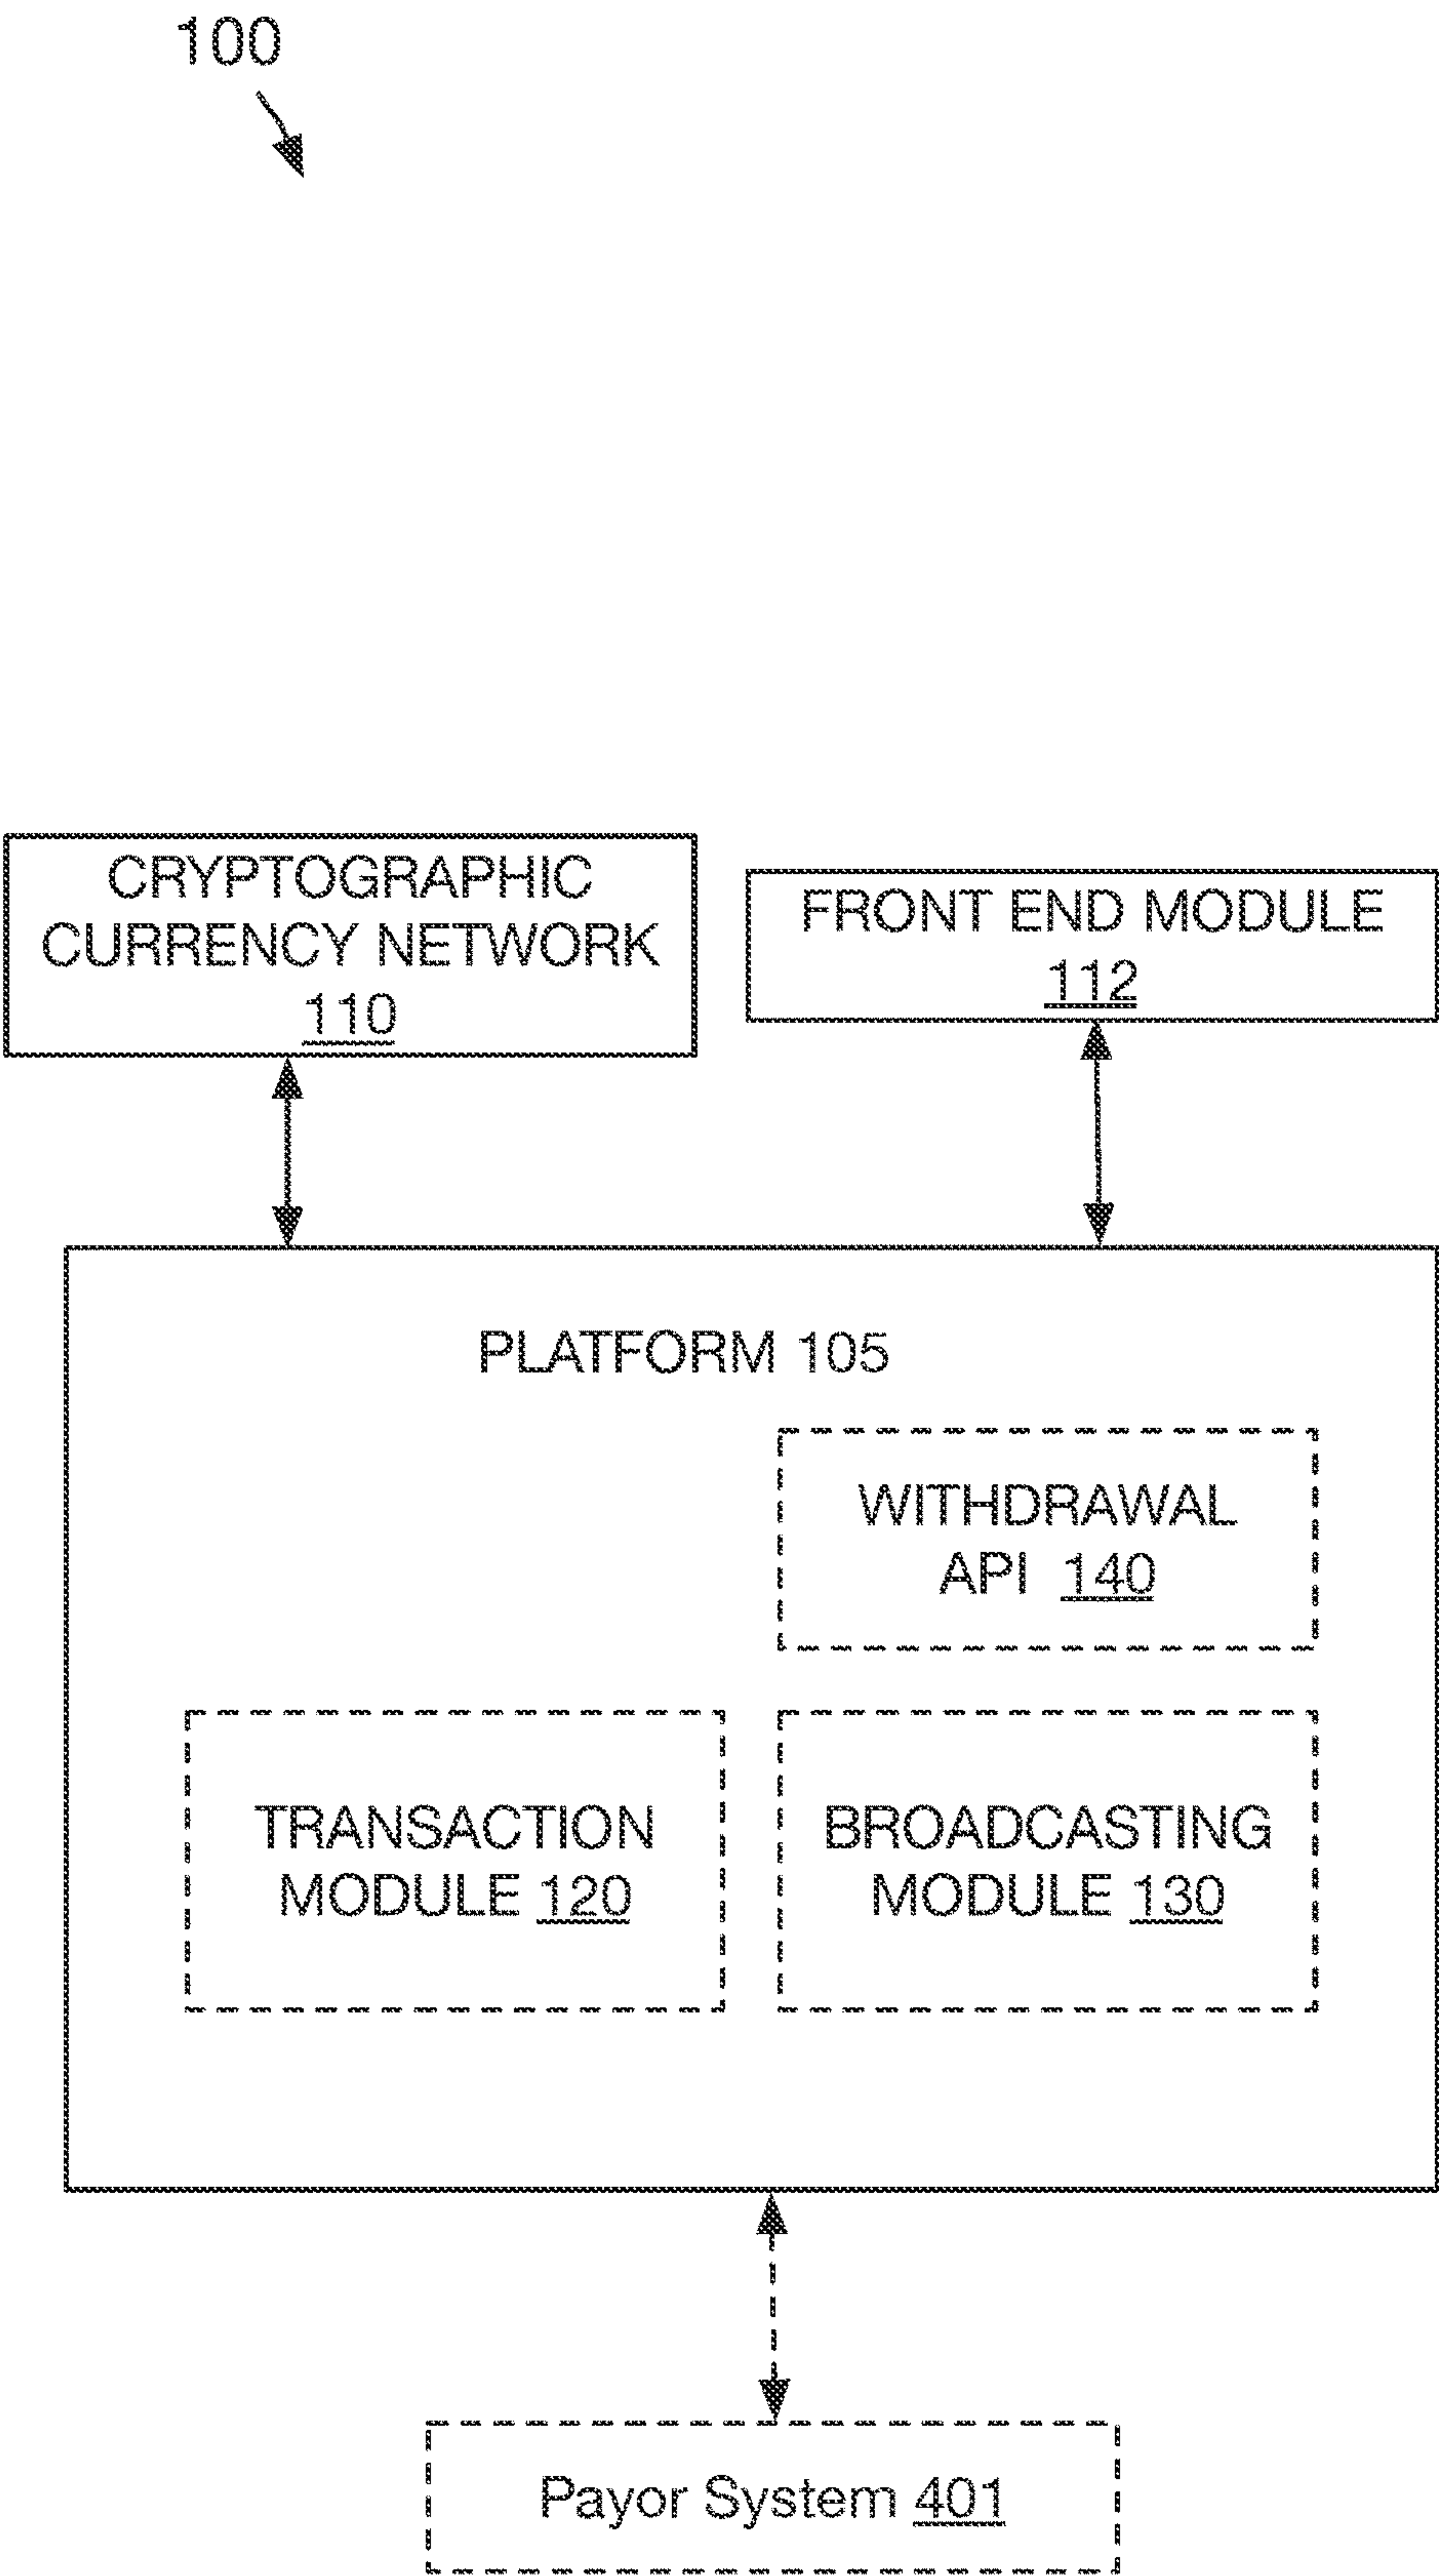 100
CRYPTOGRAPHIC
CURRENCY NETWORK
110
FRONT END MODULE
112
PLATFORM 105
WITHDRAWAL
API 140
TRANSACTION
MODULE 120
BROADCASTING
MODULE 130
Payor System 401